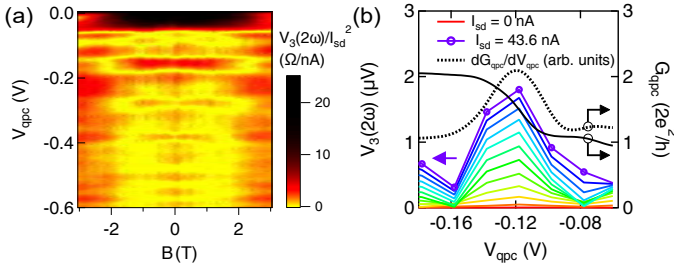 (a)
V_qpc (V)
0.0
-0.2
-0.4
-0.6
-2
0
2
B(T)
V_3(2ω)/I_sd^2
(Ω/nA)
20
10
0
(b)
V_3(2ω) (μV)
3
2
1
0
I_sd = 0 nA
I_sd = 43.6 nA
dG_qpc/dV_qpc (arb. units)
-0.16
-0.12
-0.08
V_qpc (V)
3
2
1
0
G_qpc (2e^2/h)